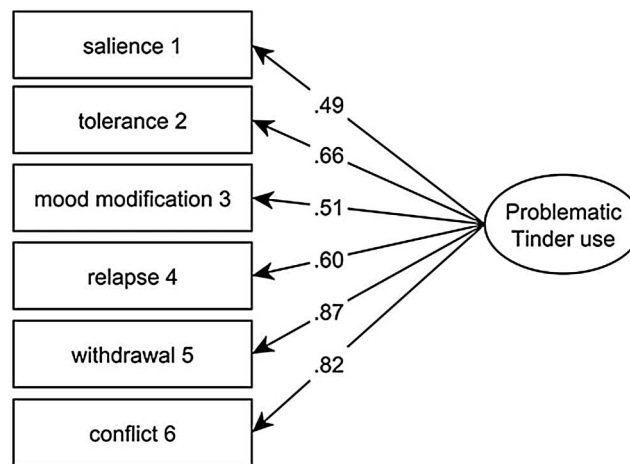 salience 1
.49
tolerance 2
.66
mood modification 3
.51
Problematic
Tinder use
relapse 4
.60
withdrawal 5
.87
conflict 6
.82